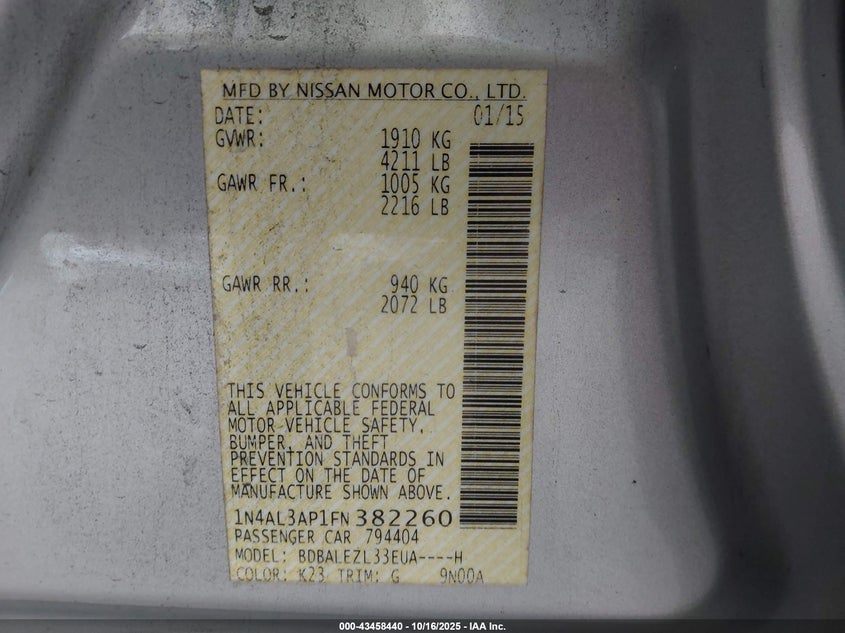 MFD BY NISSAN MOTOR CO., LTD.
DATE: 01/15
GVWR: 1910 KG
4211 LB
GAWR FR.: 1005 KG
2216 LB
GAWR RR.: 940 KG
2072 LB
THIS VEHICLE CONFORMS TO
ALL APPLICABLE FEDERAL
MOTOR VEHICLE SAFETY,
BUMPER, AND THEFT
PREVENTION STANDARDS IN
EFFECT ON THE DATE OF
MANUFACTURE SHOWN ABOVE.
1N4AL3AP1FN382260
PASSENGER CAR 794404
MODEL: BDBALEZL33EUA----H
COLOR: K23 TRIM: G 9N00A
000-43458440 - 10/16/2025 - IAA Inc.